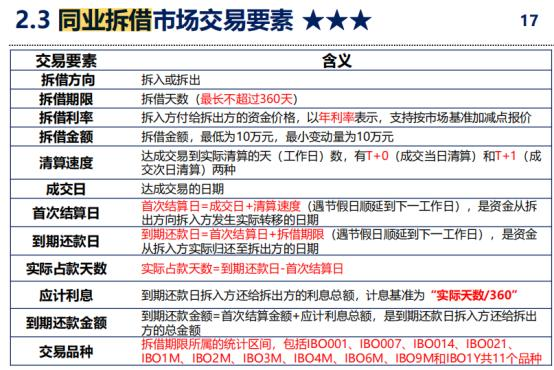 2.3 同业拆借市场交易要素 ★★★
17
交易要素 含义
拆借方向 拆入或拆出
拆借期限 拆借天数（最长不超过360天）
拆借利率 拆入方付给拆出方的资金价格，以年利率表示，支持按市场基准加减点报价
拆借金额 拆借金额，最低为10万元，最小变动量为10万元
清算速度 达成交易到实际清算的天（工作日）数，有T+0（成交当日清算）和T+1（成
交次日清算）两种
成交日 达成交易的日期
首次结算日 首次结算日=成交日+清算速度（遇节假日顺延到下一工作日），是资金从拆
出方向拆入方发生实际转移的日期
到期还款日 到期还款日=首次结算日+拆借期限（遇节假日顺延到下一工作日），是资金
从拆入方实际归还至拆出方的日期
实际占款天数 实际占款天数=到期还款日-首次结算日
应计利息 到期还款日拆入方还给拆出方的利息总额，计息基准为“实际天数/360”
到期还款金额 到期还款金额=首次结算金额+应计利息总额，是到期还款日拆入方还给拆出
方的总金额
交易品种 拆借期限所属的统计区间，包括IBO001、IBO007、IBO014、IBO021、
IBO1M、IBO2M、IBO3M、IBO4M、IBO6M、IBO9M和IBO1Y共11个品种